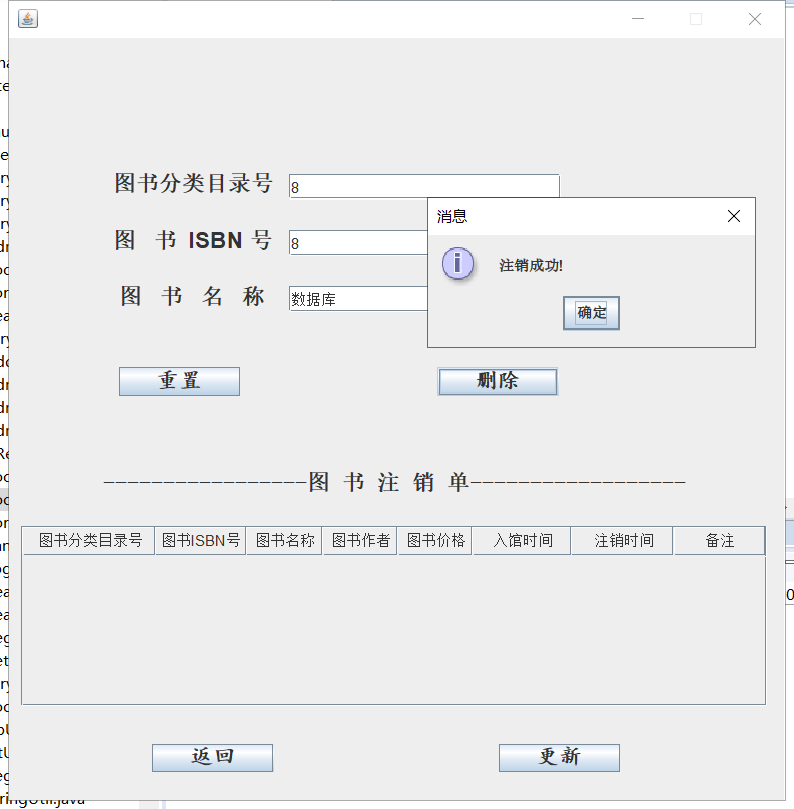 图书分类目录号 8
消息
图 书 ISBN 号 8
注销成功!
图 书 名 称 数据库
确定
重置 删除
-----------------图 书 注 销 单------------------
图书分类目录号 图书ISBN号 图书名称 图书作者 图书价格 入馆时间 注销时间 备注
返回 更新